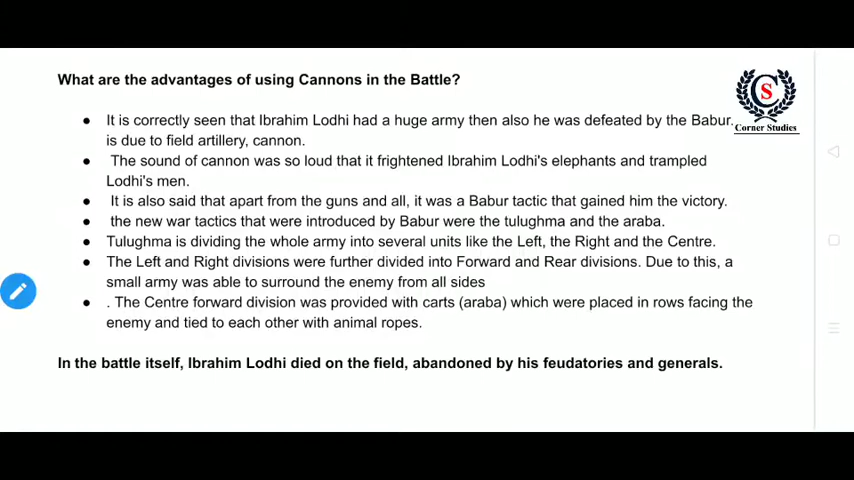 What are the advantages of using Cannons in the Battle?
● It is correctly seen that Ibrahim Lodhi had a huge army then also he was defeated by the Babur.
is due to field artillery, cannon.
● The sound of cannon was so loud that it frightened Ibrahim Lodhi's elephants and trampled
Lodhi's men.
● It is also said that apart from the guns and all, it was a Babur tactic that gained him the victory.
● the new war tactics that were introduced by Babur were the tulughma and the araba.
● Tulughma is dividing the whole army into several units like the Left, the Right and the Centre.
● The Left and Right divisions were further divided into Forward and Rear divisions. Due to this, a
small army was able to surround the enemy from all sides
● . The Centre forward division was provided with carts (araba) which were placed in rows facing the
enemy and tied to each other with animal ropes.
In the battle itself, Ibrahim Lodhi died on the field, abandoned by his feudatories and generals.
C
S
Corner Studies